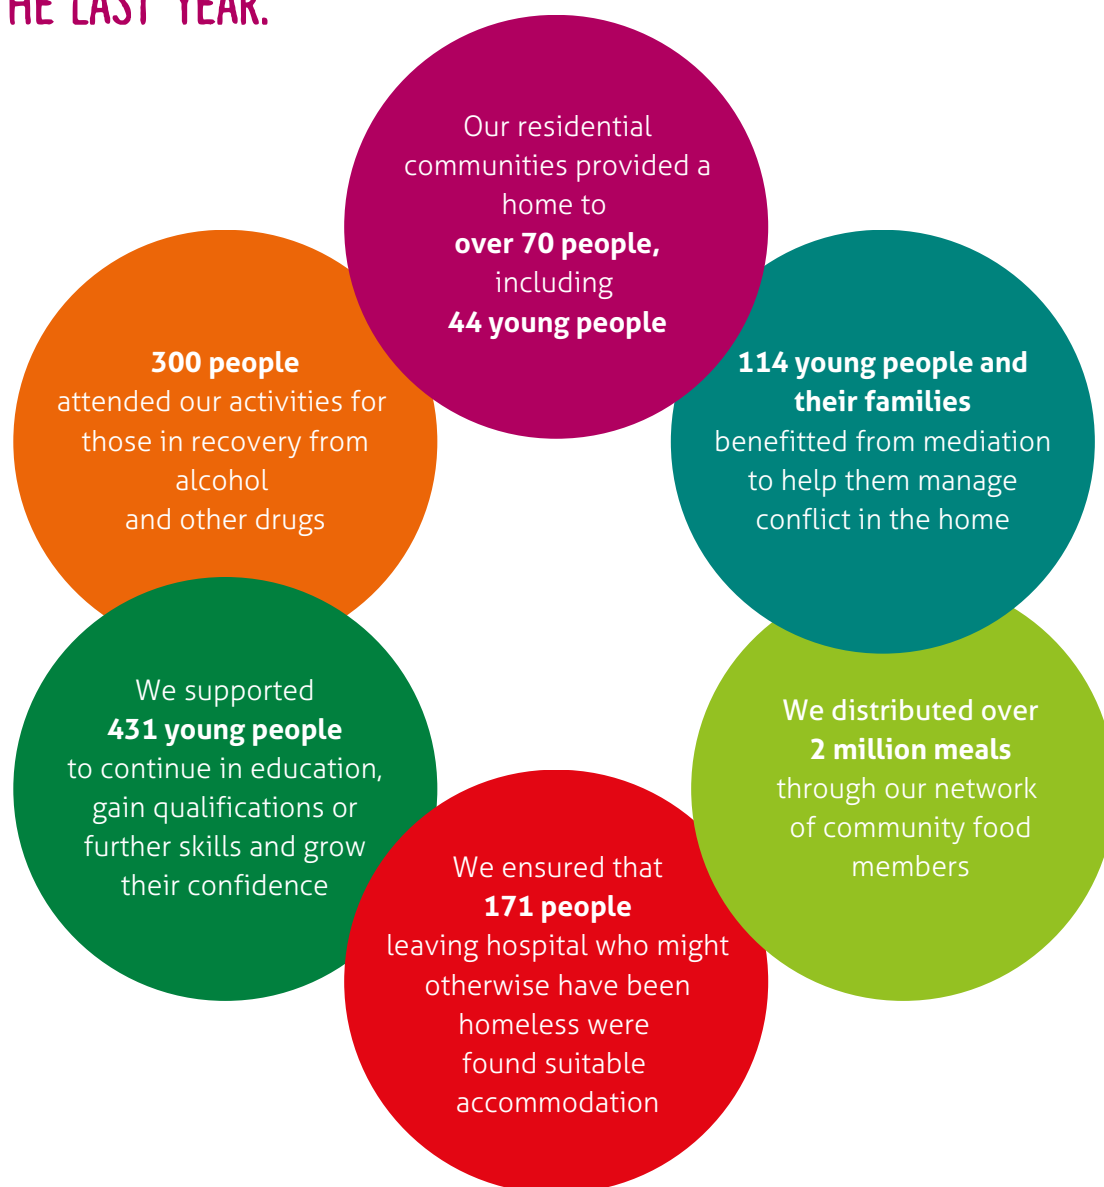 HE LAST YEAR.
Our residential
communities provided a
home to
over 70 people,
including
44 young people
300 people
attended our activities for
those in recovery from
alcohol
and other drugs
114 young people and
their families
benefitted from mediation
to help them manage
conflict in the home
We supported
431 young people
to continue in education,
gain qualifications or
further skills and grow
their confidence
We distributed over
2 million meals
through our network
of community food
members
We ensured that
171 people
leaving hospital who might
otherwise have been
homeless were
found suitable
accommodation